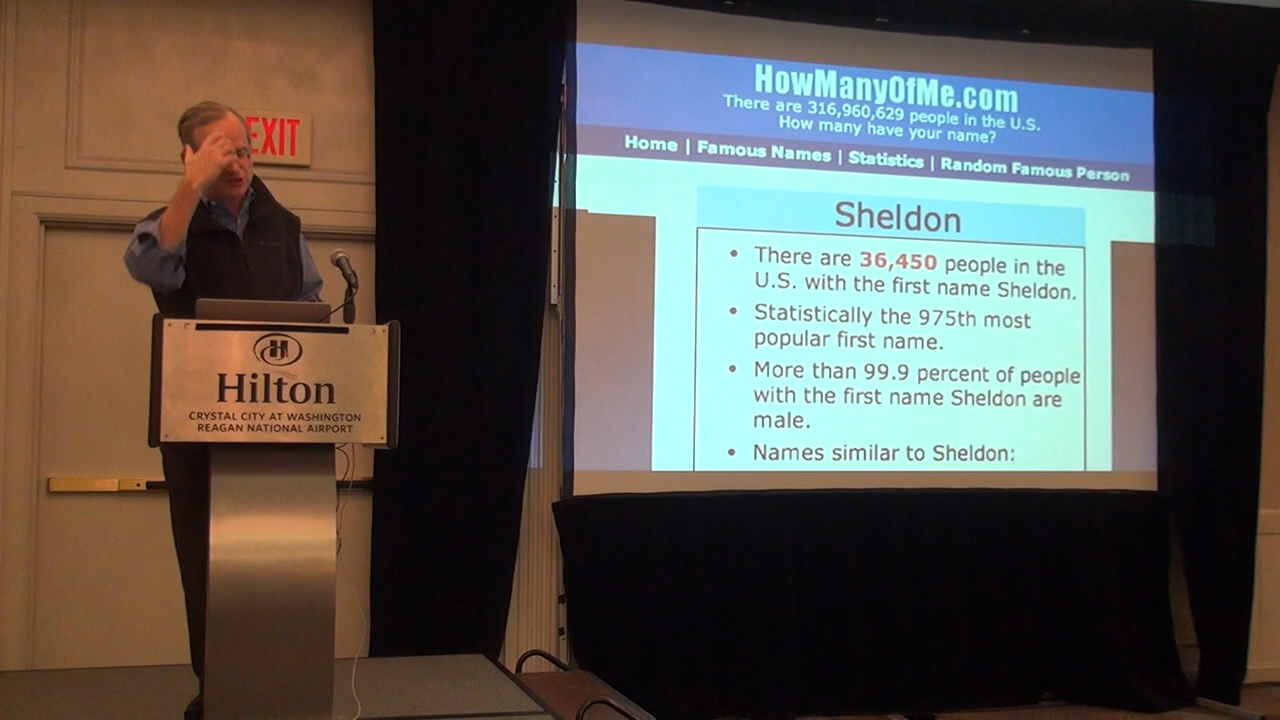 EXIT
H
Hilton
CRYSTAL CITY AT WASHINGTON
REAGAN NATIONAL AIRPORT
HowManyOfMe.com
There are 316,960,629 people in the U.S.
How many have your name?
Home | Famous Names | Statistics | Random Famous Person
Sheldon
• There are 36,450 people in the
U.S. with the first name Sheldon.
• Statistically the 975th most
popular first name.
• More than 99.9 percent of people
with the first name Sheldon are
male.
• Names similar to Sheldon: